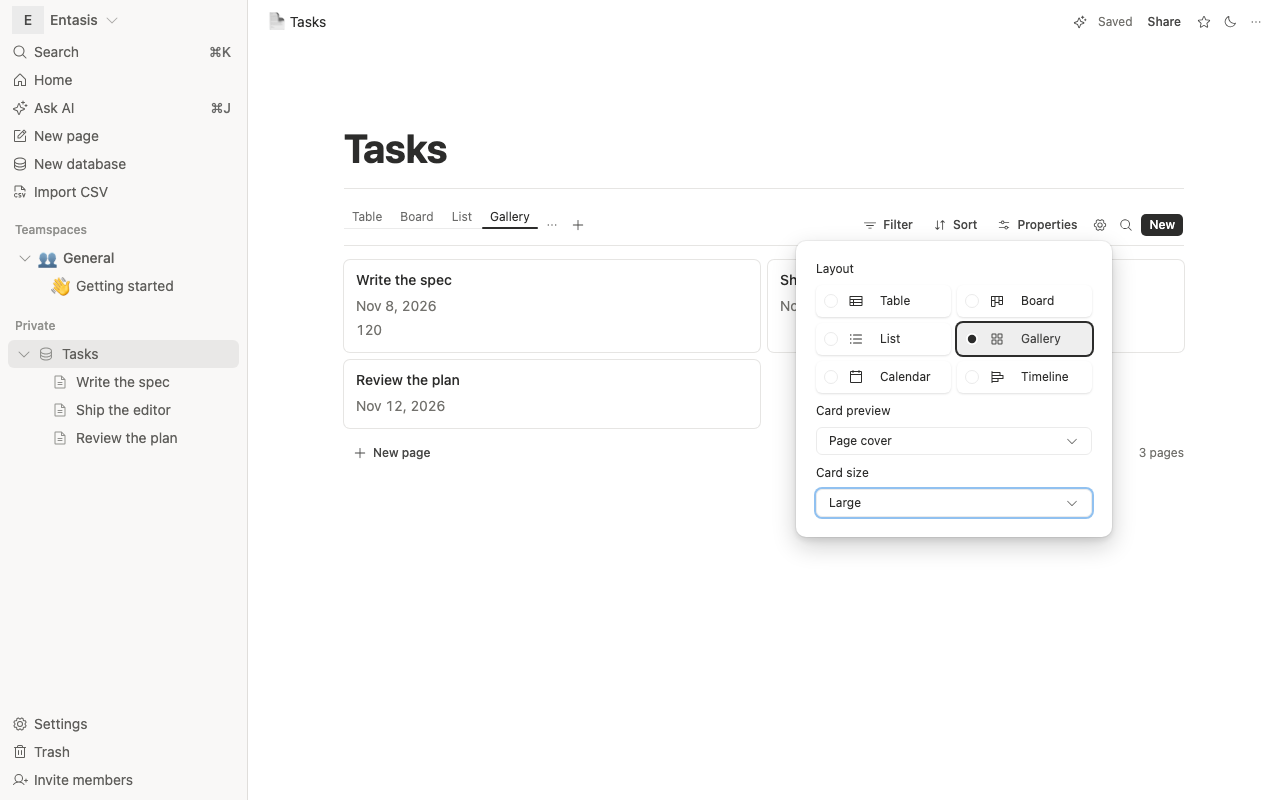 E Entasis
Search ⌘K
Home
Ask AI ⌘J
New page
New database
Import CSV
Teamspaces
General
Getting started
Private
Tasks
Write the spec
Ship the editor
Review the plan
Settings
Trash
Invite members
Tasks
Saved Share
Tasks
Table Board List Gallery
Filter Sort Properties New
Write the spec
Nov 8, 2026
120
Sh
No
Review the plan
Nov 12, 2026
New page
3 pages
Layout
Table Board
List Gallery
Calendar Timeline
Card preview
Page cover
Card size
Large